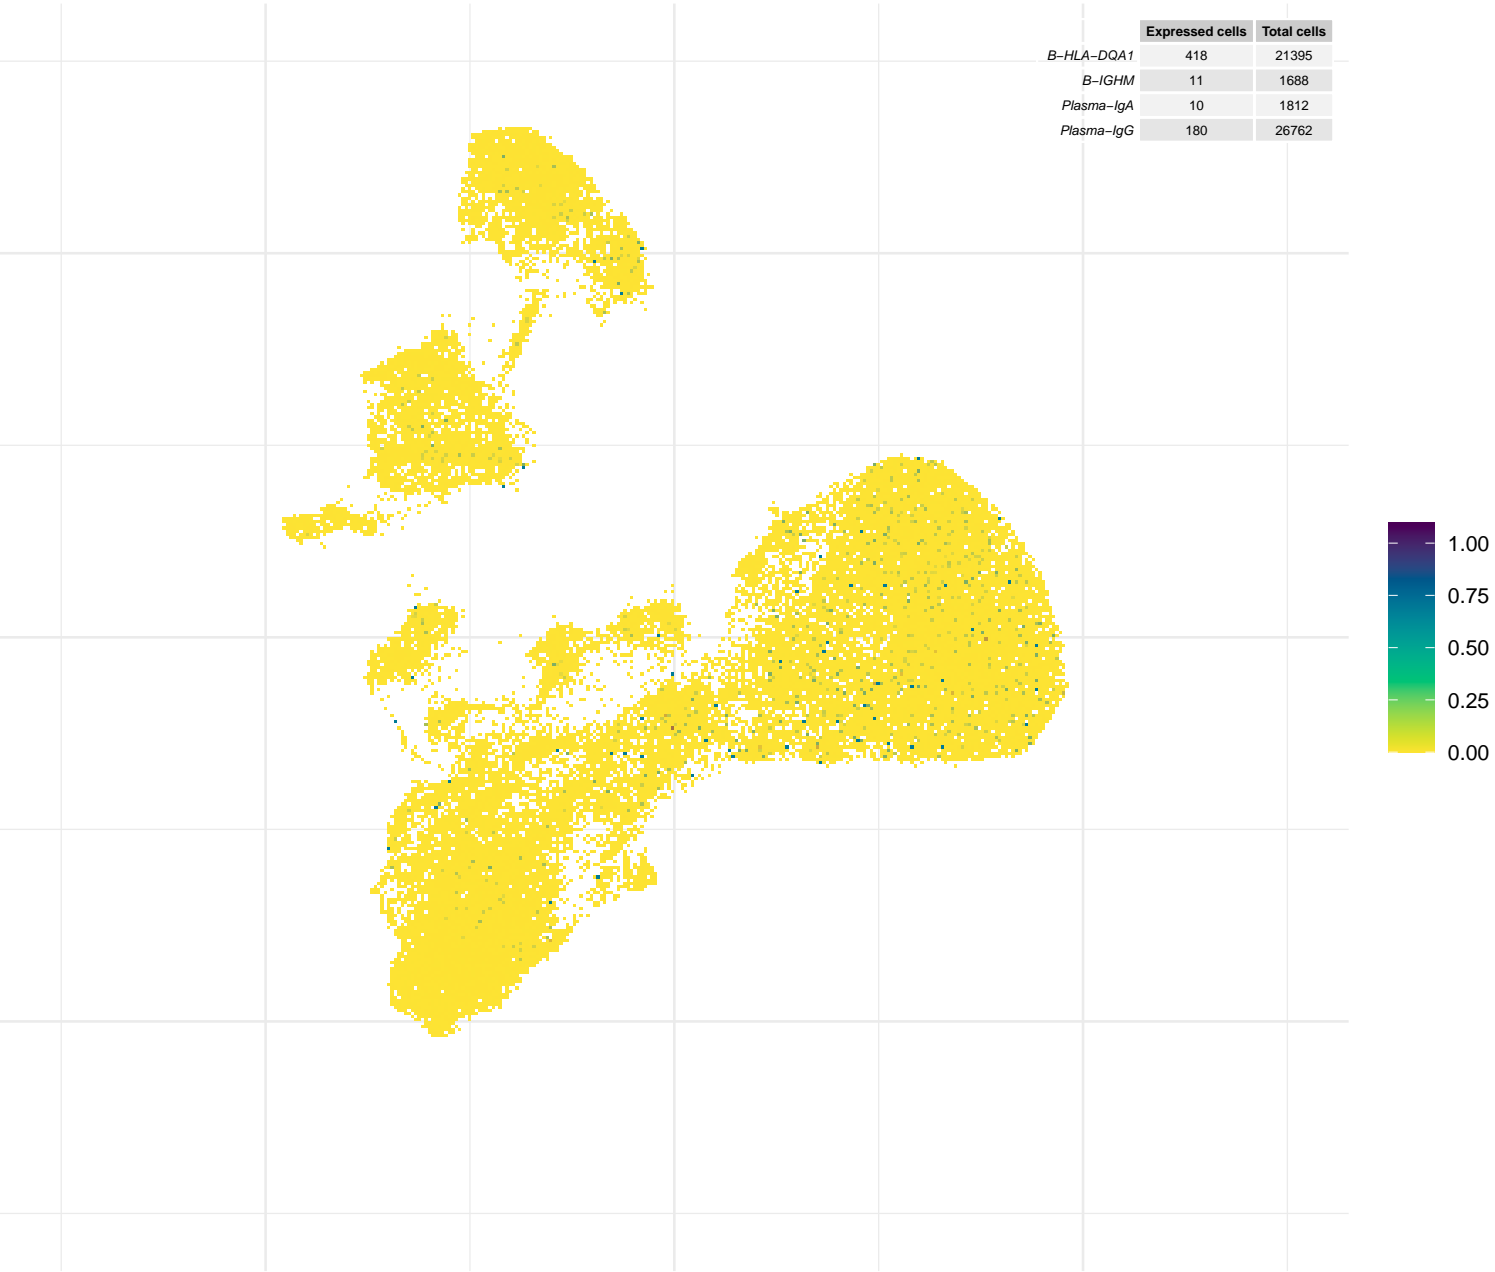 Expressed cells Total cells
B−HLA−DQA1 418 21395
B−IGHM 11 1688
Plasma−IgA 10 1812
Plasma−IgG 180 26762
1.00
0.75
0.50
0.25
0.00